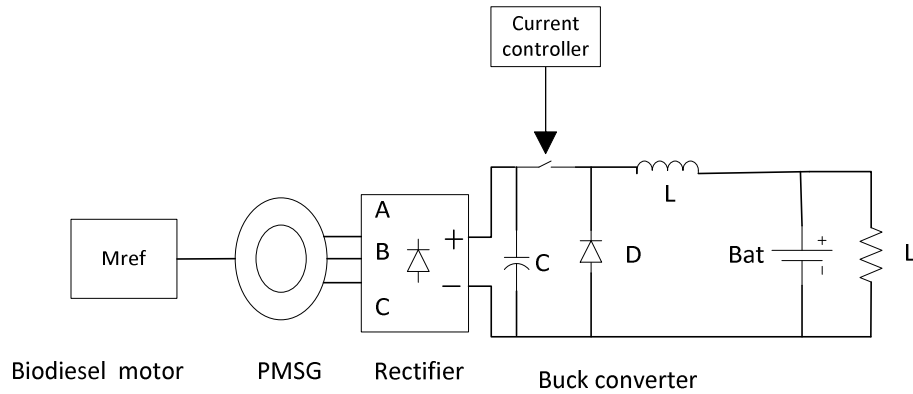 Current
controller
Mref
A
B
C
+
−
C
D
L
Bat
+
−
L
Biodiesel motor
PMSG
Rectifier
Buck converter